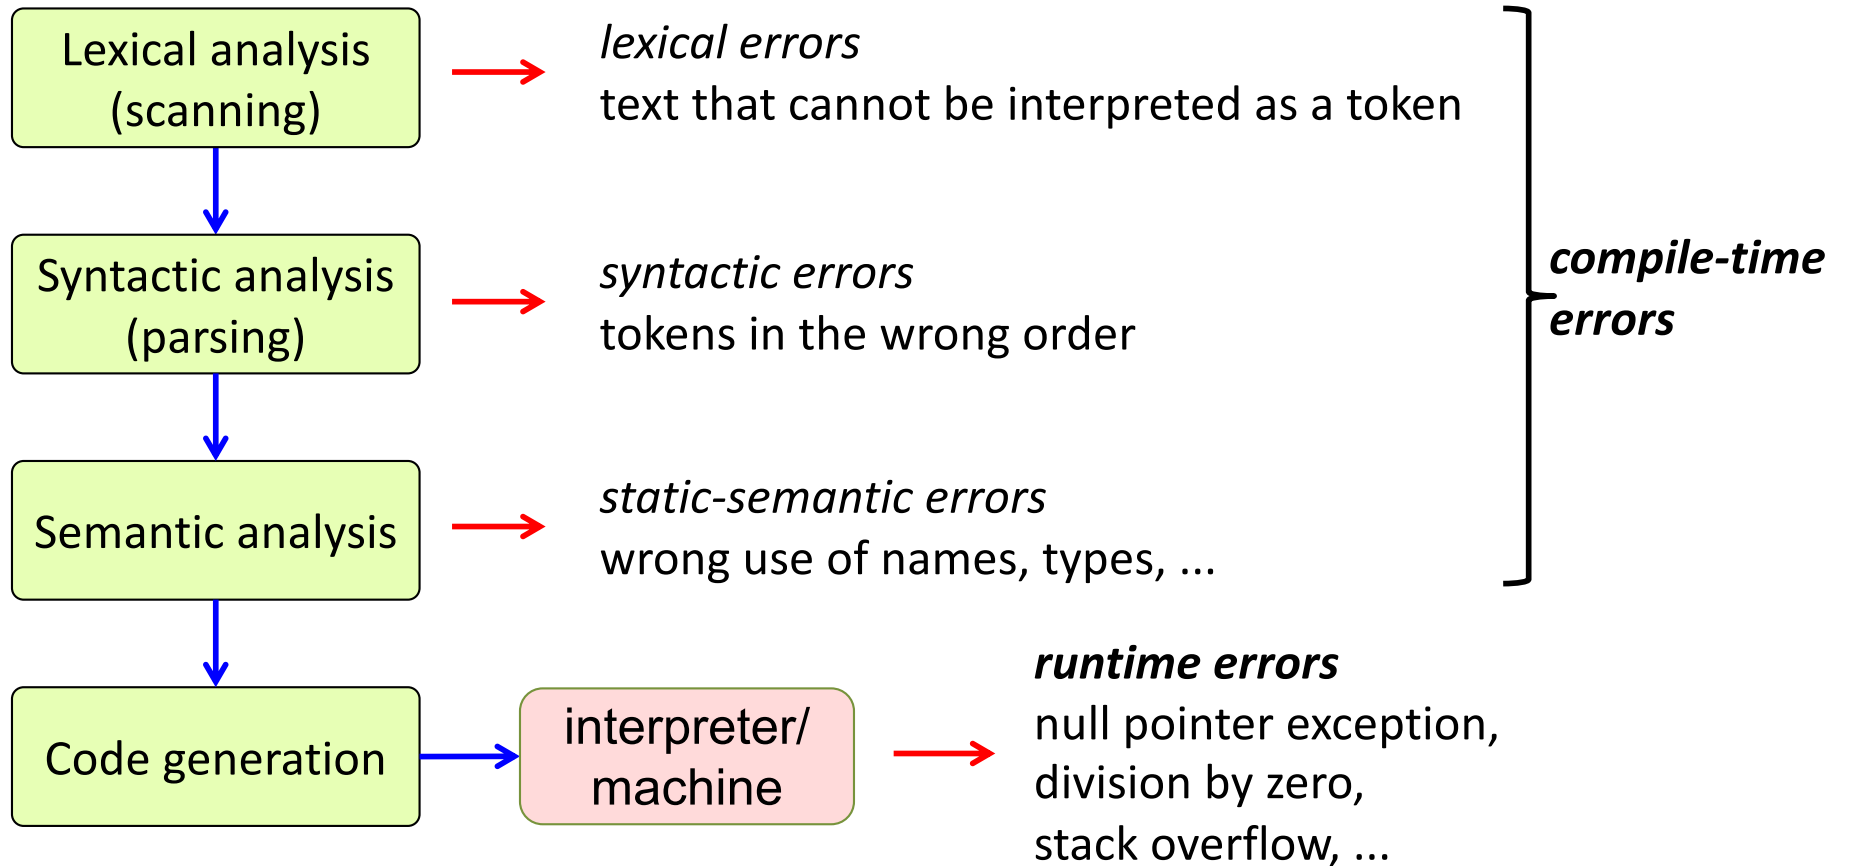 Lexical analysis
(scanning)
lexical errors
text that cannot be interpreted as a token
Syntactic analysis
(parsing)
syntactic errors
tokens in the wrong order
compile-time
errors
Semantic analysis
static-semantic errors
wrong use of names, types, ...
Code generation
interpreter/
machine
runtime errors
null pointer exception,
division by zero,
stack overflow, ...